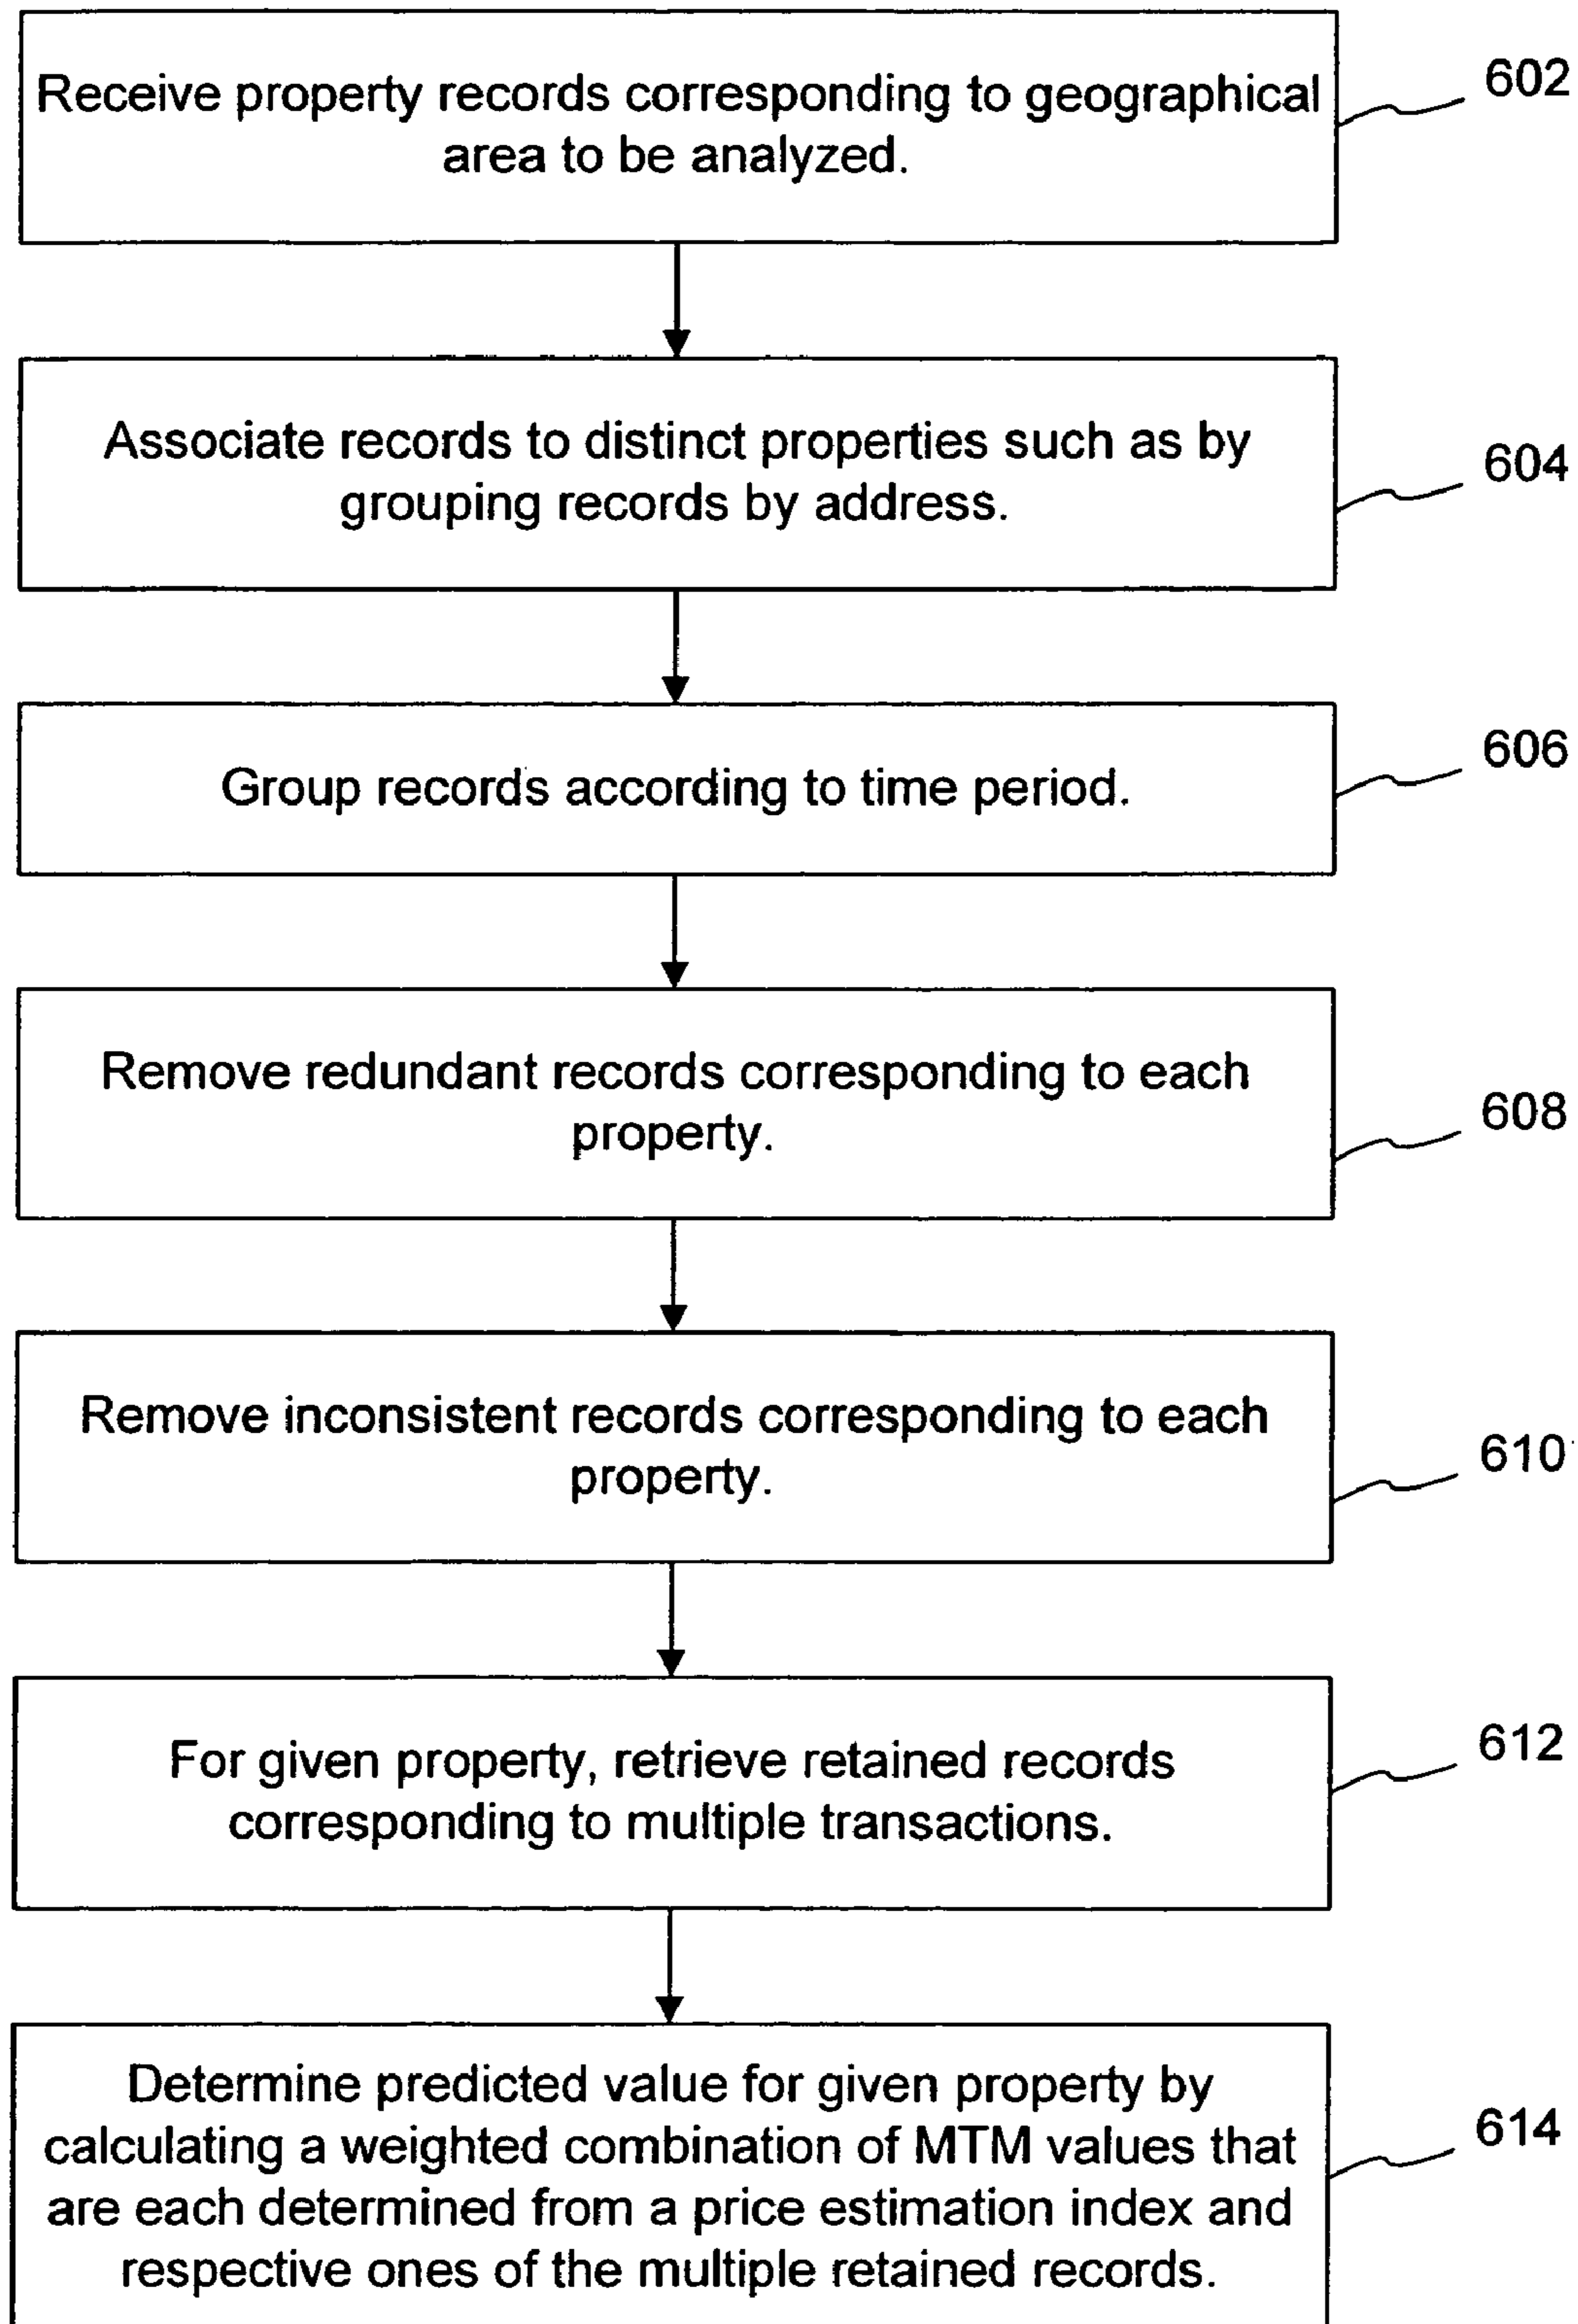 Receive property records corresponding to geographical
area to be analyzed.
602
Associate records to distinct properties such as by
grouping records by address.
604
Group records according to time period.
606
Remove redundant records corresponding to each
property.
608
Remove inconsistent records corresponding to each
property.
610
For given property, retrieve retained records
corresponding to multiple transactions.
612
Determine predicted value for given property by
calculating a weighted combination of MTM values that
are each determined from a price estimation index and
respective ones of the multiple retained records.
614